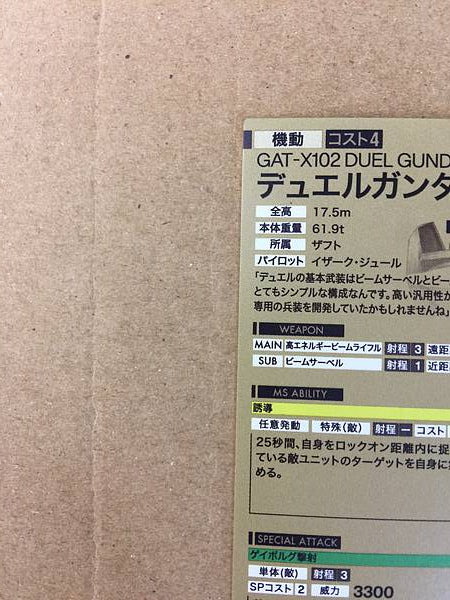 機動 コスト4
GAT-X102 DUEL GUND
デュエルガンダ
全高 17.5m
本体重量 61.9t
所属 ザフト
パイロット イザーク・ジュール
「デュエルの基本武装はビームサーベルとビー
とてもシンプルな構成なんです。高い汎用性が
専用の兵装を開発していたかもしれませんね」
WEAPON
MAIN 高エネルギービームライフル 射程 3 遠距
SUB ビームサーベル 射程 1 近距
MS ABILITY
誘導
任意発動 特殊(敵) 射程 ー コスト
25秒間、自身をロックオン距離内に捉
ている敵ユニットのターゲットを自身に
める。
SPECIAL ATTACK
ゲイボルグ撃射
単体(敵) 射程 3
SPコスト 2 威力 3300